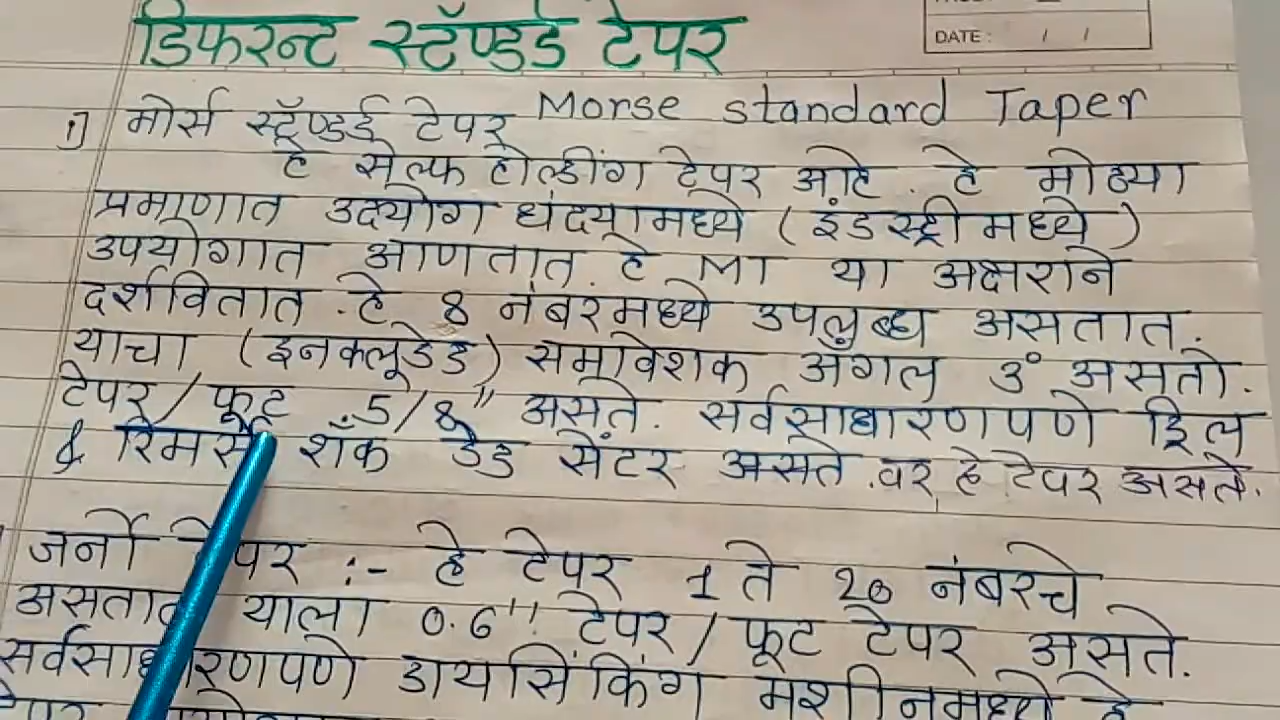 DATE: / /
डिफरन्ट स्टॅण्डर्ड टेपर
1] मोर्स स्टॅण्डर्ड टेपर Morse standard Taper
हे सेल्फ होल्डींग टेपर आहे. हे मोठ्या
प्रमाणात उदयोग धंदयामध्ये (इंडस्ट्रीमध्ये)
उपयोगात आणतात. हे MT या अक्षराने
दर्शवितात. हे 8 नंबरमध्ये उपलब्ध असतात.
याचा (इनक्लूडेड) समावेशक अंगल 3° असतो.
टेपर/फूट 5/8" असते. सर्वसाधारणपणे ड्रिल
& रिमर्स शँक डेड सेंटर असते.वर हे टेपर असते.
जर्नो टेपर :- हे टेपर 1 ते 20 नंबरचे
असतात याला 0.6" टेपर/फूट टेपर असते.
सर्वसाधारणपणे डायसिंकिंग मशीनमध्ये हे